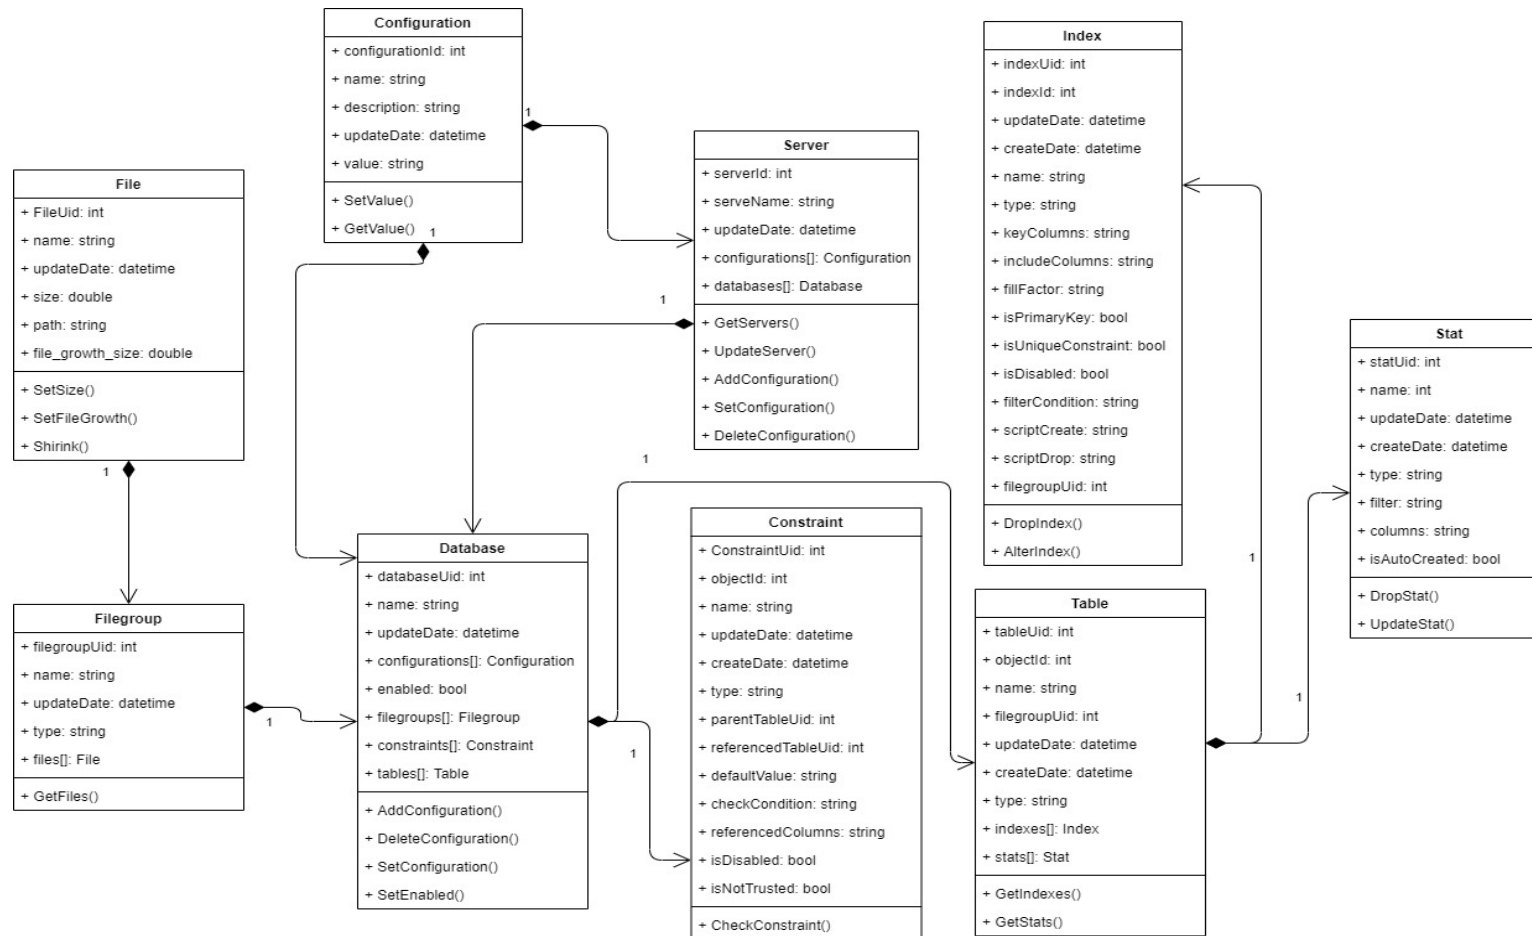 Configuration
+ configurationId: int
+ name: string
+ description: string
+ updateDate: datetime
+ value: string
+ SetValue()
+ GetValue()
1
1
Index
+ indexUid: int
+ indexId: int
+ updateDate: datetime
+ createDate: datetime
+ name: string
+ type: string
+ keyColumns: string
+ includeColumns: string
+ fillFactor: string
+ isPrimaryKey: bool
+ isUniqueConstraint: bool
+ isDisabled: bool
+ filterCondition: string
+ scriptCreate: string
+ scriptDrop: string
+ filegroupUid: int
+ DropIndex()
+ AlterIndex()
Server
+ serverId: int
+ serveName: string
+ updateDate: datetime
+ configurations[]: Configuration
+ databases[]: Database
+ GetServers()
+ UpdateServer()
+ AddConfiguration()
+ SetConfiguration()
+ DeleteConfiguration()
1
File
+ FileUid: int
+ name: string
+ updateDate: datetime
+ size: double
+ path: string
+ file_growth_size: double
+ SetSize()
+ SetFileGrowth()
+ Shirink()
1
Stat
+ statUid: int
+ name: int
+ updateDate: datetime
+ createDate: datetime
+ type: string
+ filter: string
+ columns: string
+ isAutoCreated: bool
+ DropStat()
+ UpdateStat()
Filegroup
+ filegroupUid: int
+ name: string
+ updateDate: datetime
+ type: string
+ files[]: File
+ GetFiles()
1
Database
+ databaseUid: int
+ name: string
+ updateDate: datetime
+ configurations[]: Configuration
+ enabled: bool
+ filegroups[]: Filegroup
+ constraints[]: Constraint
+ tables[]: Table
+ AddConfiguration()
+ DeleteConfiguration()
+ SetConfiguration()
+ SetEnabled()
1
1
Constraint
+ ConstraintUid: int
+ objectId: int
+ name: string
+ updateDate: datetime
+ createDate: datetime
+ type: string
+ parentTableUid: int
+ referencedTableUid: int
+ defaultValue: string
+ checkCondition: string
+ referencedColumns: string
+ isDisabled: bool
+ isNotTrusted: bool
+ CheckConstraint()
Table
+ tableUid: int
+ objectId: int
+ name: string
+ filegroupUid: int
+ updateDate: datetime
+ createDate: datetime
+ type: string
+ indexes[]: Index
+ stats[]: Stat
+ GetIndexes()
+ GetStats()
1
1